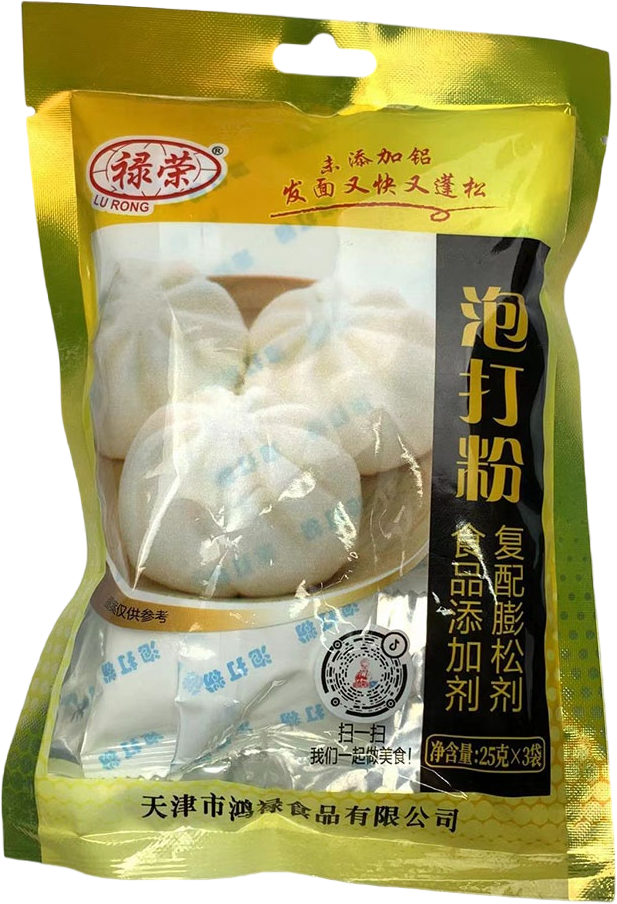 禄荣®
LU RONG
未添加铝
发面又快又蓬松
泡打粉
复配膨松剂
食品添加剂
仅供参考
泡打粉
泡打粉
扫一扫
我们一起做美食!
净含量:25克×3袋
天津市鸿禄食品有限公司